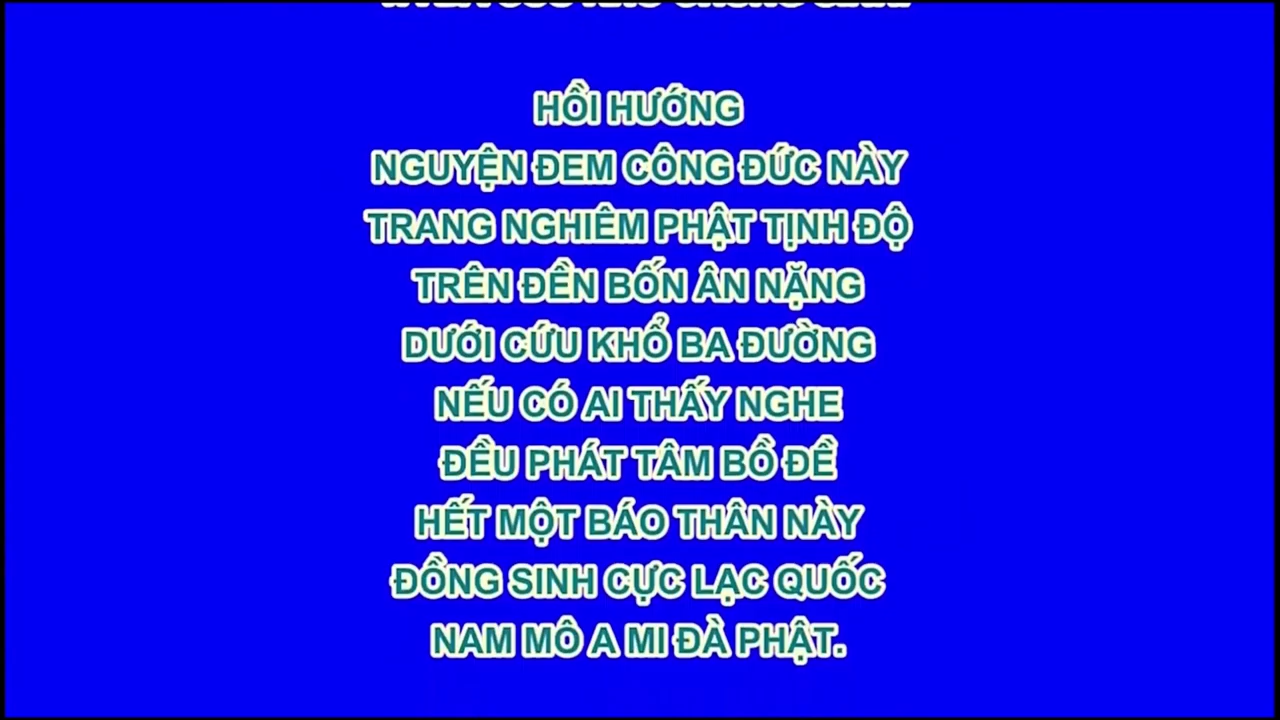 HỒI HƯỚNG
NGUYỆN ĐEM CÔNG ĐỨC NÀY
TRANG NGHIÊM PHẬT TỊNH ĐỘ
TRÊN ĐỀN BỐN ÂN NẶNG
DƯỚI CỨU KHỔ BA ĐƯỜNG
NẾU CÓ AI THẤY NGHE
ĐỀU PHÁT TÂM BỒ ĐỀ
HẾT MỘT BÁO THÂN NÀY
ĐỒNG SINH CỰC LẠC QUỐC
NAM MÔ A MI ĐÀ PHẬT.